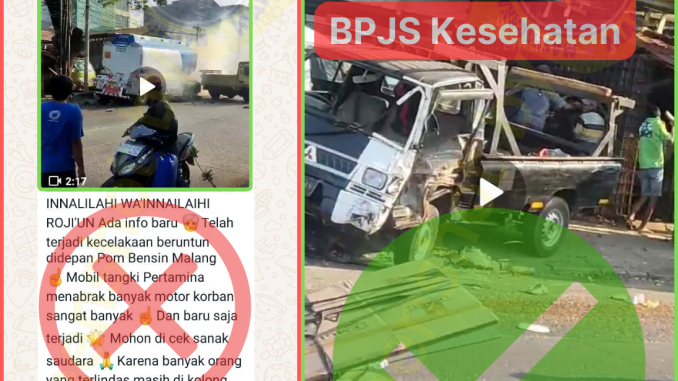 BPJS Kesehatan
2:17
INNALILAHI WA'INNAILAIHI
ROJI'UN Ada info baru 🤕 Telah
terjadi kecelakaan beruntun
didepan Pom Bensin Malang
☝️Mobil tangki Pertamina
menabrak banyak motor korban
sangat banyak ☝️Dan baru saja
terjadi 💥 Mohon di cek sanak
saudara 🙏 Karena banyak orang
yang terlindas masih di kolong